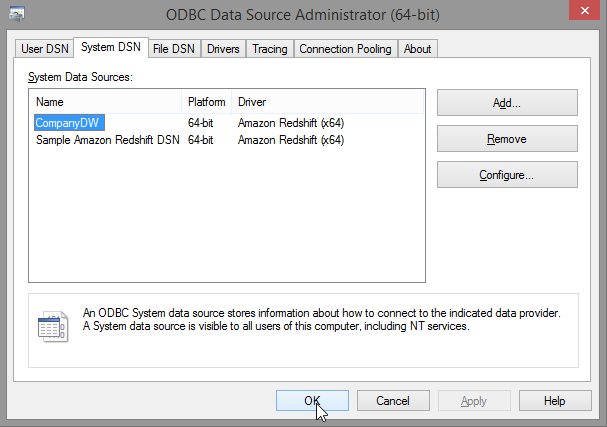 ODBC Data Source Administrator (64-bit)
User DSN System DSN File DSN Drivers Tracing Connection Pooling About
System Data Sources:
Name Platform Driver
CompanyDW 64-bit Amazon Redshift (x64)
Sample Amazon Redshift DSN 64-bit Amazon Redshift (x64)
Add...
Remove
Configure...
An ODBC System data source stores information about how to connect to the indicated data provider.
A System data source is visible to all users of this computer, including NT services.
OK Cancel Apply Help